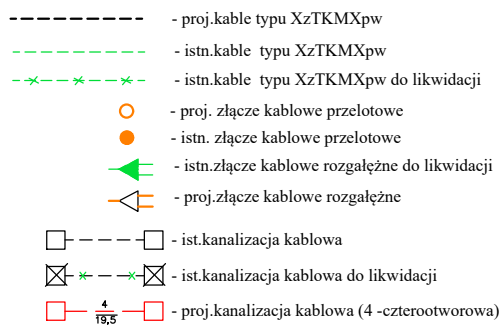 - proj.kable typu XzTKMXpw
- istn.kable typu XzTKMXpw
- istn.kable typu XzTKMXpw do likwidacji
- proj. złącze kablowe przelotowe
- istn. złącze kablowe przelotowe
- istn.złącze kablowe rozgałęźne do likwidacji
- proj.złącze kablowe rozgałęźne
- ist.kanalizacja kablowa
- ist.kanalizacja kablowa do likwidacji
4
19,5
- proj.kanalizacja kablowa (4 -czterootworowa)